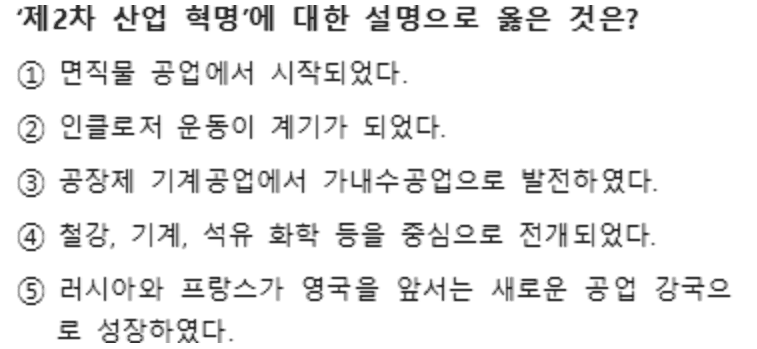 ‘제2차 산업 혁명’에 대한 설명으로 옳은 것은?
① 면직물 공업에서 시작되었다.
② 인클로저 운동이 계기가 되었다.
③ 공장제 기계공업에서 가내수공업으로 발전하였다.
④ 철강, 기계, 석유 화학 등을 중심으로 전개되었다.
⑤ 러시아와 프랑스가 영국을 앞서는 새로운 공업 강국으
로 성장하였다.